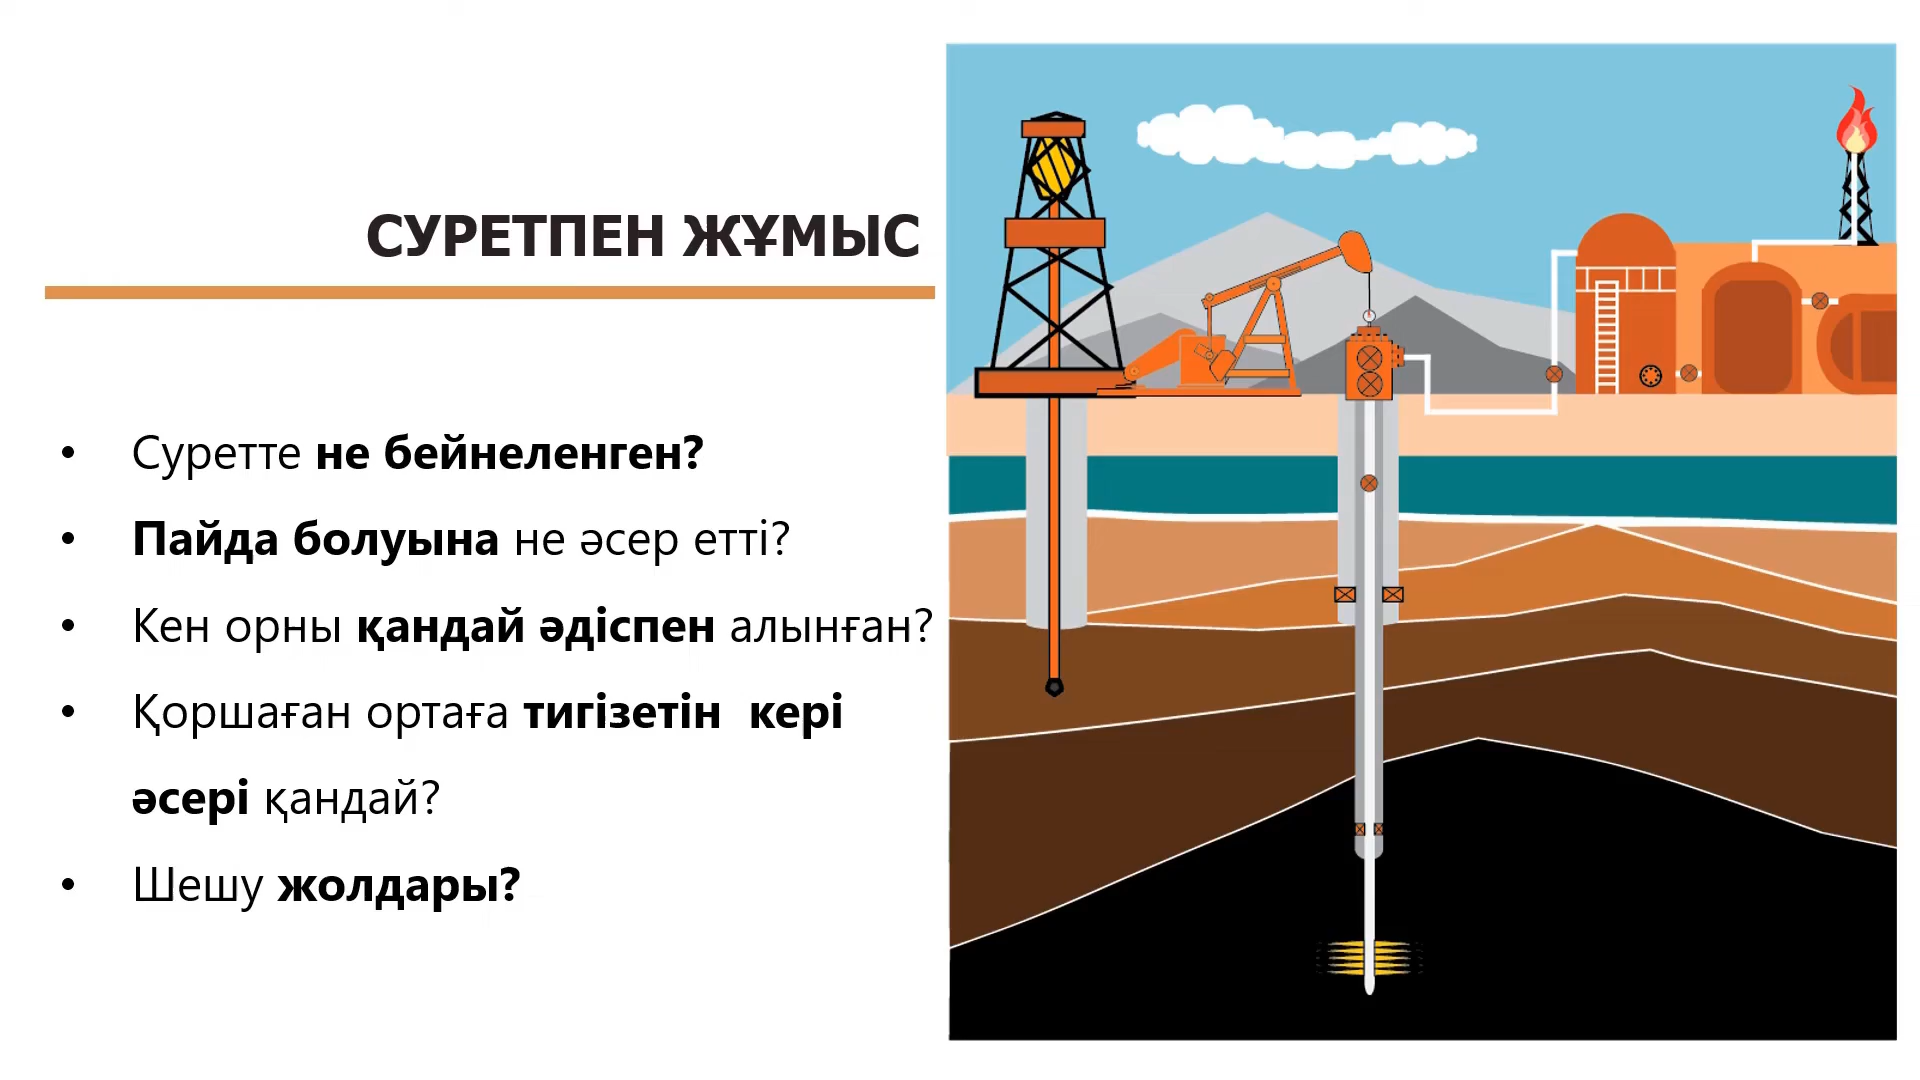 СУРЕТПЕН ЖҰМЫС
• Суретте не бейнеленген?
• Пайда болуына не әсер етті?
• Кен орны қандай әдіспен алынған?
• Қоршаған ортаға тигізетін кері
әсері қандай?
• Шешу жолдары?